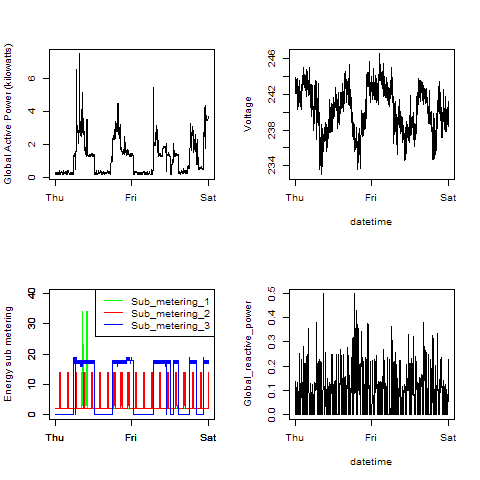 Global Active Power (kilowatts)
0 2 4 6
Thu Fri Sat
Voltage
234 238 242 246
Thu Fri Sat
datetime
Energy sub metering
0 10 20 30 40
Sub_metering_1
Sub_metering_2
Sub_metering_3
Thu Fri Sat
Global_reactive_power
0.0 0.1 0.2 0.3 0.4 0.5
Thu Fri Sat
datetime